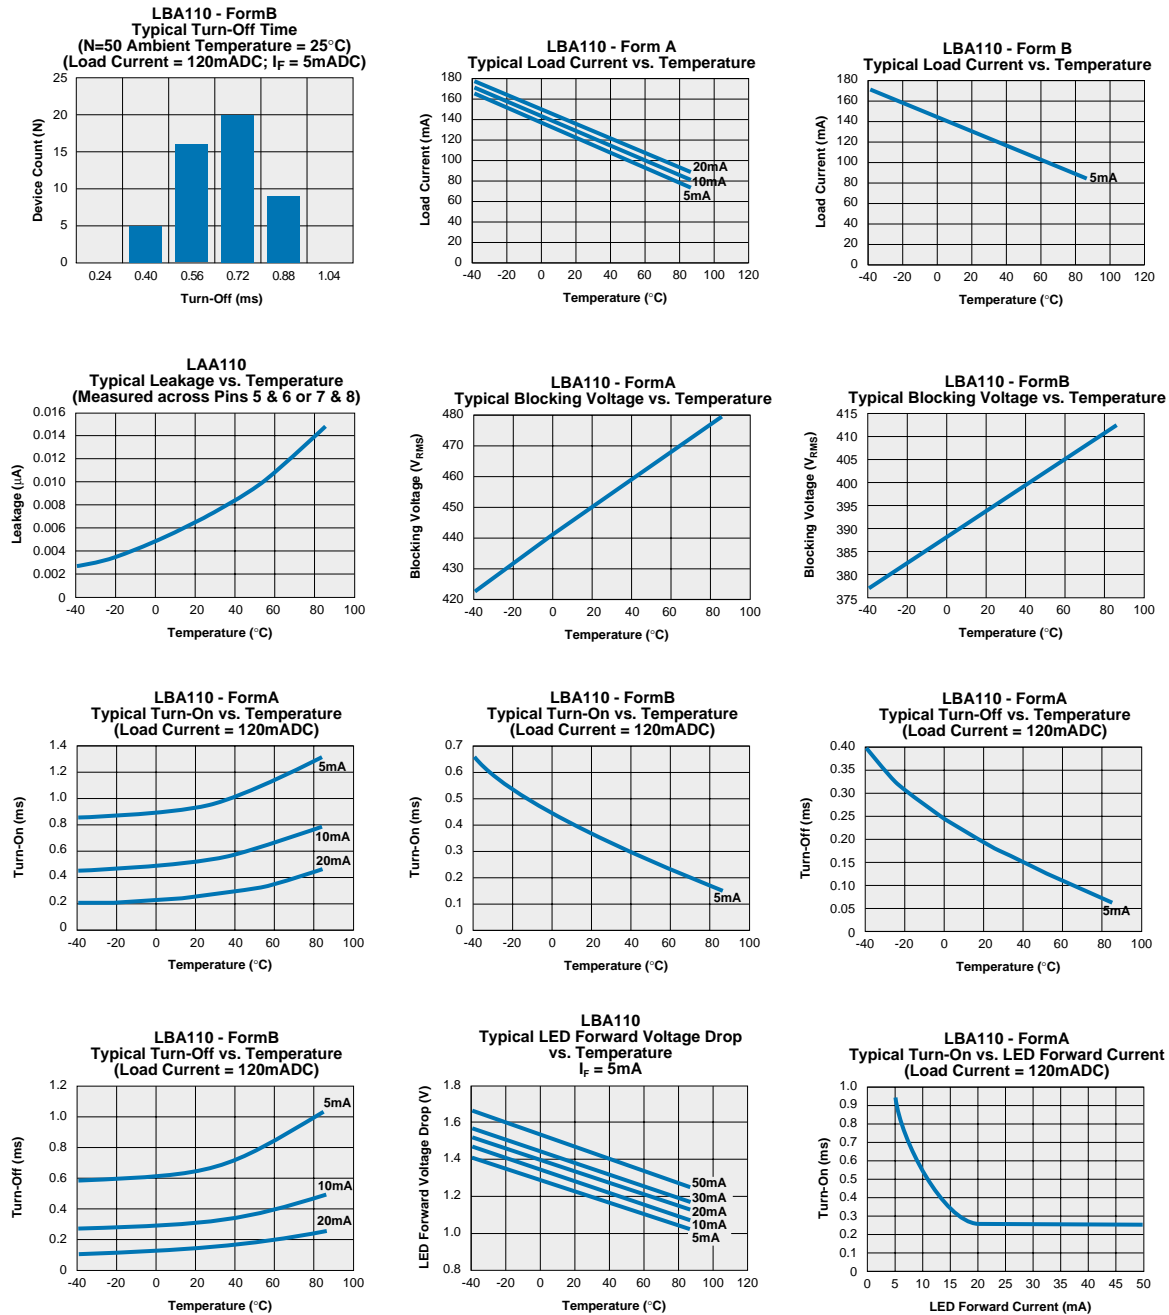 LBA110 - FormB
Typical Turn-Off Time
(N=50 Ambient Temperature = 25°C)
(Load Current = 120mADC; IF = 5mADC)
25
20
15
10
5
0
Device Count (N)
0.24 0.40 0.56 0.72 0.88 1.04
Turn-Off (ms)
LBA110 - Form A
Typical Load Current vs. Temperature
180
160
140
120
100
80
60
40
20
0
Load Current (mA)
20mA
10mA
5mA
-40 -20 0 20 40 60 80 100 120
Temperature (°C)
LBA110 - Form B
Typical Load Current vs. Temperature
180
160
140
120
100
80
60
40
20
0
Load Current (mA)
5mA
-40 -20 0 20 40 60 80 100 120
Temperature (°C)
LAA110
Typical Leakage vs. Temperature
(Measured across Pins 5 & 6 or 7 & 8)
0.016
0.014
0.012
0.010
0.008
0.006
0.004
0.002
0
Leakage (µA)
-40 -20 0 20 40 60 80 100
Temperature (°C)
LBA110 - FormA
Typical Blocking Voltage vs. Temperature
480
470
460
450
440
430
420
Blocking Voltage (VRMS)
-40 -20 0 20 40 60 80 100
Temperature (°C)
LBA110 - FormB
Typical Blocking Voltage vs. Temperature
415
410
405
400
395
390
385
380
375
Blocking Voltage (VRMS)
-40 -20 0 20 40 60 80 100
Temperature (°C)
LBA110 - FormA
Typical Turn-On vs. Temperature
(Load Current = 120mADC)
1.4
1.2
1.0
0.8
0.6
0.4
0.2
0
Turn-On (ms)
5mA
10mA
20mA
-40 -20 0 20 40 60 80 100
Temperature (°C)
LBA110 - FormB
Typical Turn-On vs. Temperature
(Load Current = 120mADC)
0.7
0.6
0.5
0.4
0.3
0.2
0.1
0
Turn-On (ms)
5mA
-40 -20 0 20 40 60 80 100
Temperature (°C)
LBA110 - FormA
Typical Turn-Off vs. Temperature
(Load Current = 120mADC)
0.40
0.35
0.30
0.25
0.20
0.15
0.10
0.05
0
Turn-Off (ms)
5mA
-40 -20 0 20 40 60 80 100
Temperature (°C)
LBA110 - FormB
Typical Turn-Off vs. Temperature
(Load Current = 120mADC)
1.2
1.0
0.8
0.6
0.4
0.2
0
Turn-Off (ms)
5mA
10mA
20mA
-40 -20 0 20 40 60 80 100
Temperature (°C)
LBA110
Typical LED Forward Voltage Drop
vs. Temperature
IF = 5mA
1.8
1.6
1.4
1.2
1.0
0.8
LED Forward Voltage Drop (V)
50mA
30mA
20mA
10mA
5mA
-40 -20 0 20 40 60 80 100 120
Temperature (°C)
LBA110 - FormA
Typical Turn-On vs. LED Forward Current
(Load Current = 120mADC)
1.0
0.9
0.8
0.7
0.6
0.5
0.4
0.3
0.2
0.1
0
Turn-On (ms)
0 5 10 15 20 25 30 35 40 45 50
LED Forward Current (mA)